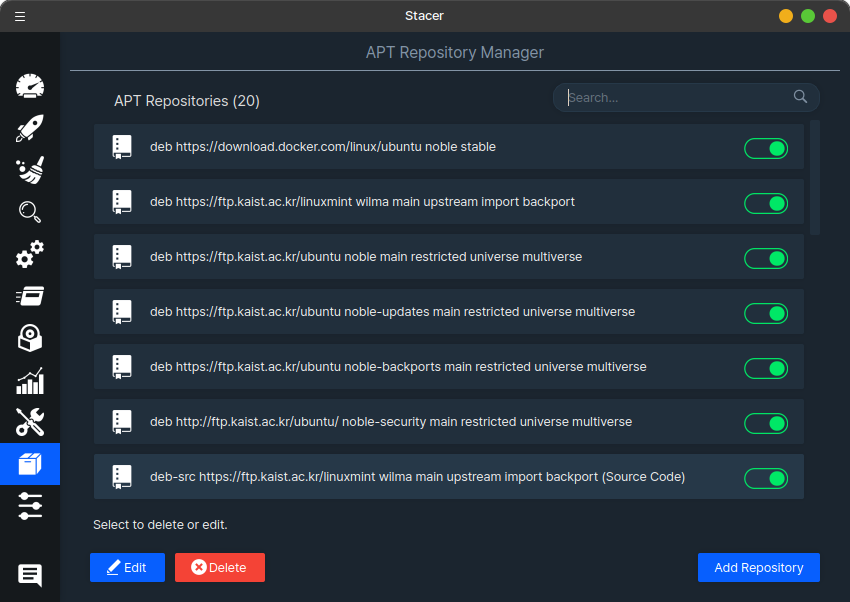 Stacer
APT Repository Manager
APT Repositories (20)
Search...
deb https://download.docker.com/linux/ubuntu noble stable
deb https://ftp.kaist.ac.kr/linuxmint wilma main upstream import backport
deb https://ftp.kaist.ac.kr/ubuntu noble main restricted universe multiverse
deb https://ftp.kaist.ac.kr/ubuntu noble-updates main restricted universe multiverse
deb https://ftp.kaist.ac.kr/ubuntu noble-backports main restricted universe multiverse
deb http://ftp.kaist.ac.kr/ubuntu/ noble-security main restricted universe multiverse
deb-src https://ftp.kaist.ac.kr/linuxmint wilma main upstream import backport (Source Code)
Select to delete or edit.
Edit
Delete
Add Repository